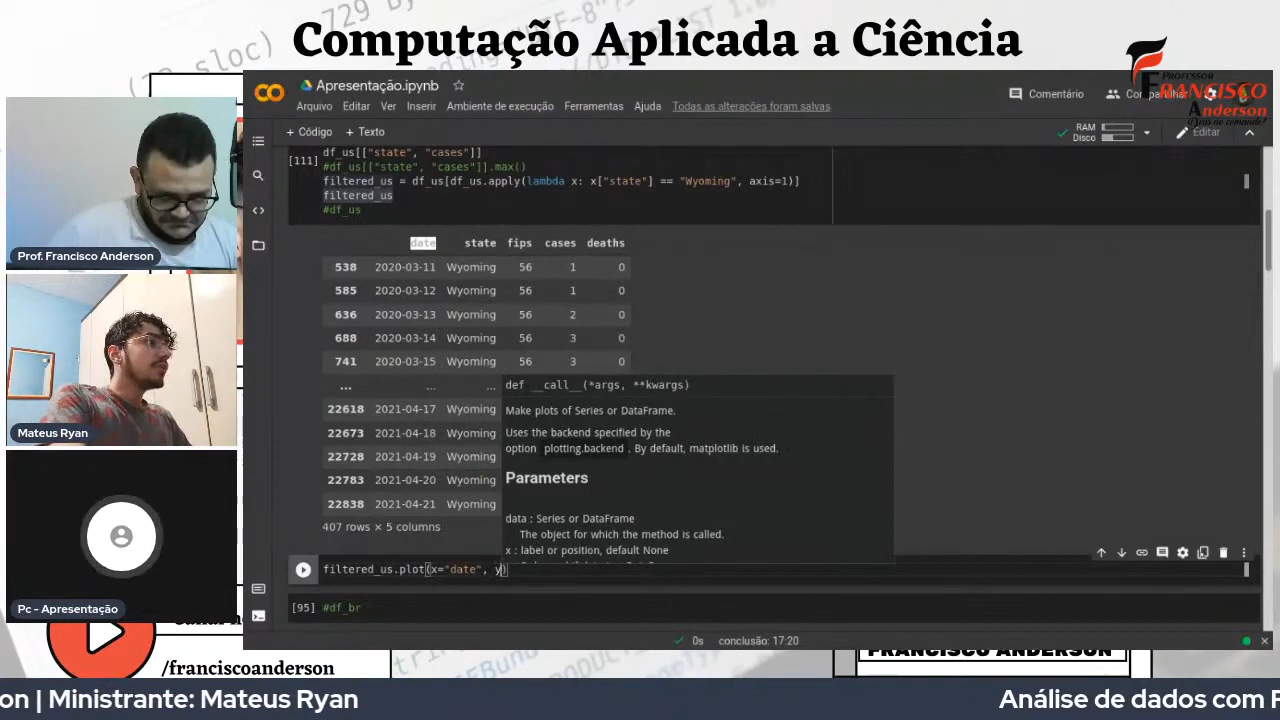 Computação Aplicada a Ciência
PROFESSOR
FRANCISCO
Anderson
Apresentação.ipynb
Comentário
Arquivo Editar Ver Inserir Ambiente de execução Ferramentas Ajuda Todas as alterações foram salvas
+ Código + Texto
RAM
Disco
Editar
df_us[["state", "cases"]]
[111]
#df_us[["state", "cases"]].max()
filtered_us = df_us[df_us.apply(lambda x: x["state"] == "Wyoming", axis=1)]
filtered_us
#df_us
date state fips cases deaths
538 2020-03-11 Wyoming 56 1 0
585 2020-03-12 Wyoming 56 1 0
636 2020-03-13 Wyoming 56 2 0
688 2020-03-14 Wyoming 56 3 0
741 2020-03-15 Wyoming 56 3 0
... ... ...
22618 2021-04-17 Wyoming
22673 2021-04-18 Wyoming
22728 2021-04-19 Wyoming
22783 2021-04-20 Wyoming
22838 2021-04-21 Wyoming
407 rows × 5 columns
def __call__(*args, **kwargs)
Make plots of Series or DataFrame.
Uses the backend specified by the
option plotting.backend . By default, matplotlib is used.
Parameters
data : Series or DataFrame
The object for which the method is called.
x : label or position, default None
filtered_us.plot(x="date", y)
[95] #df_br
0s conclusão: 17:20
Prof. Francisco Anderson
Mateus Ryan
Pc - Apresentação
/franciscoanderson
FRANCISCO ANDERSON
on | Ministrante: Mateus Ryan
Análise de dados com